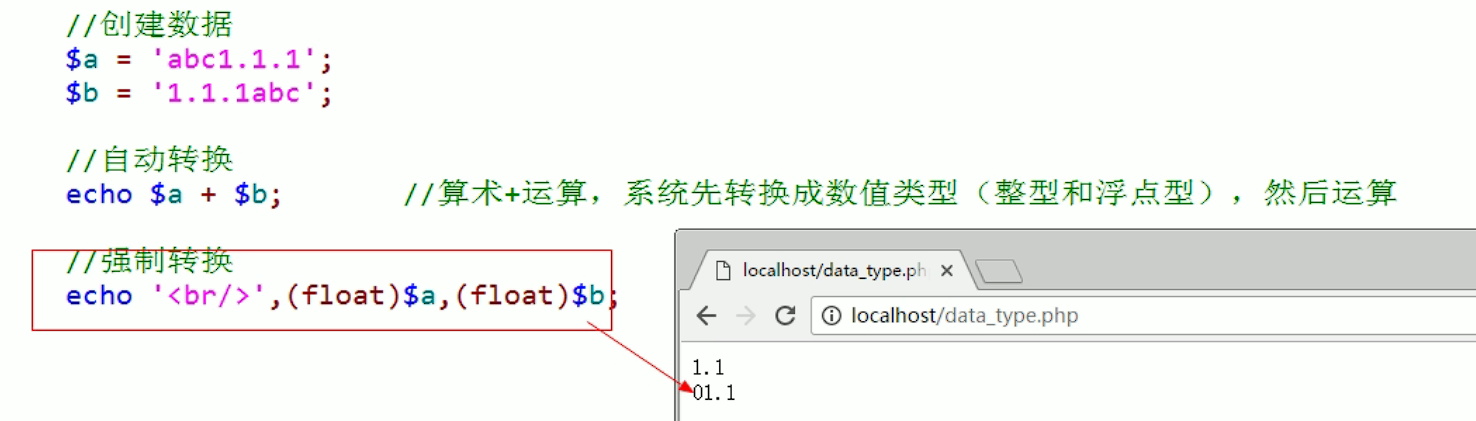 //创建数据
$a = 'abc1.1.1';
$b = '1.1.1abc';
//自动转换
echo $a + $b;        //算术+运算，系统先转换成数值类型（整型和浮点型），然后运算
//强制转换
echo '<br/>',(float)$a,(float)$b;
localhost/data_type.ph
localhost/data_type.php
1.1
01.1